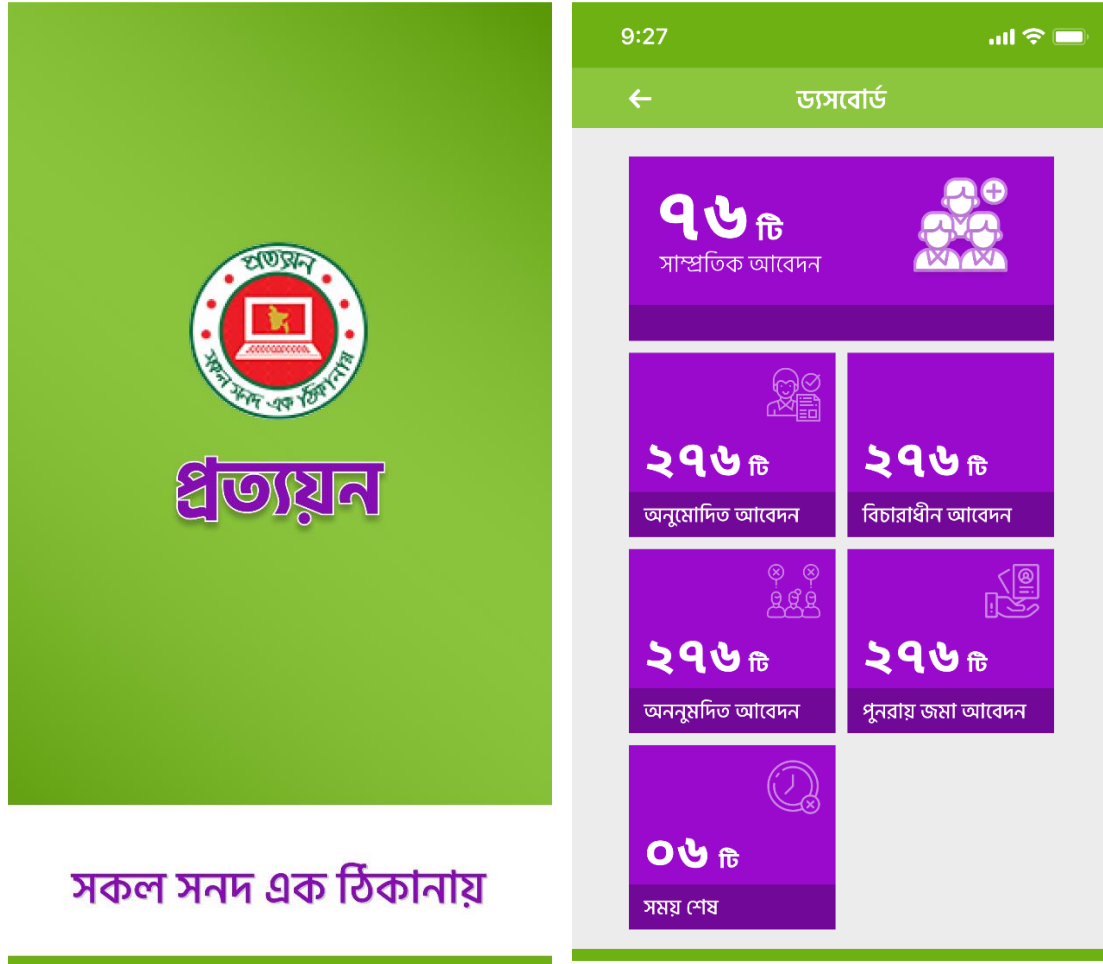 প্রত্যয়ন
সকল সনদ এক ঠিকানায়
প্রত্যয়ন
সকল সনদ এক ঠিকানায়
9:27
ড্যসবোর্ড
৭৬ টি
সাম্প্রতিক আবেদন
২৭৬ টি
অনুমোদিত আবেদন
২৭৬ টি
বিচারাধীন আবেদন
২৭৬ টি
অননুমদিত আবেদন
২৭৬ টি
পুনরায় জমা আবেদন
০৬ টি
সময় শেষ